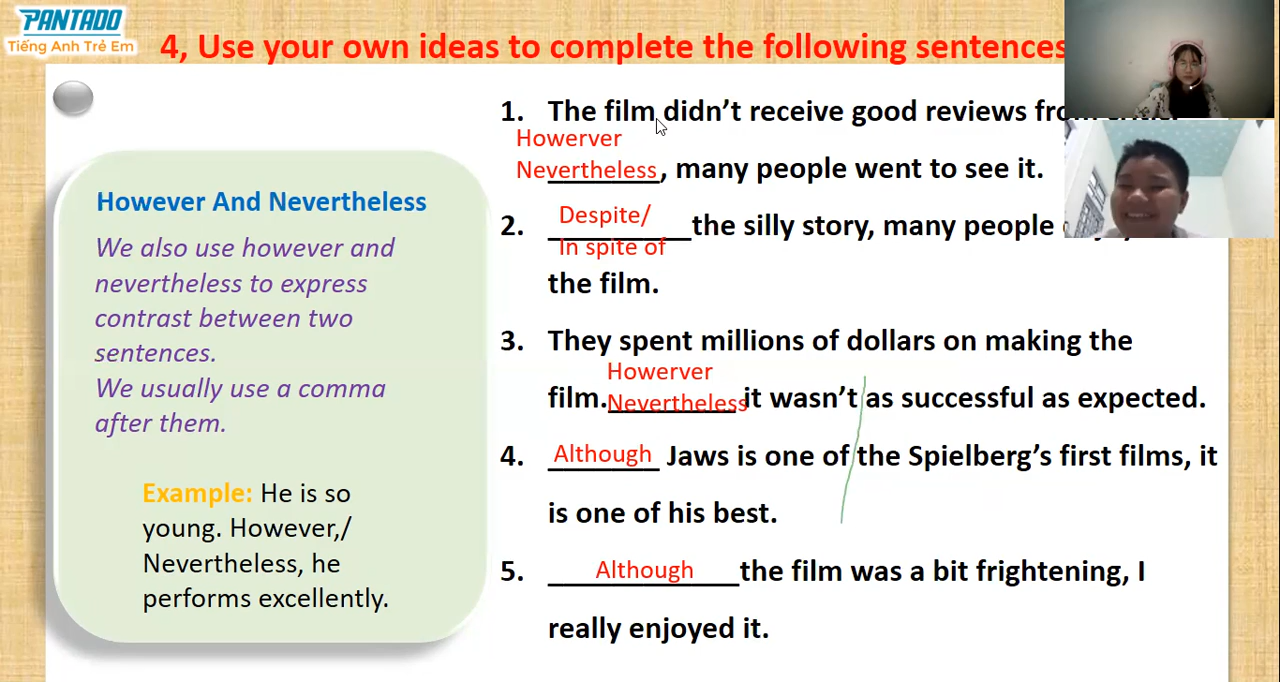 PANTADO
Tiếng Anh Trẻ Em
4, Use your own ideas to complete the following sentences
However And Nevertheless
We also use however and
nevertheless to express
contrast between two
sentences.
We usually use a comma
after them.
Example: He is so
young. However,/
Nevertheless, he
performs excellently.
1. The film didn't receive good reviews from
Howerver
Nevertheless, many people went to see it.
2. Despite/
the silly story, many people
In spite of
the film.
3. They spent millions of dollars on making the
Howerver
film. Nevertheless it wasn't as successful as expected.
4. Although Jaws is one of the Spielberg's first films, it
is one of his best.
5. Although the film was a bit frightening, I
really enjoyed it.